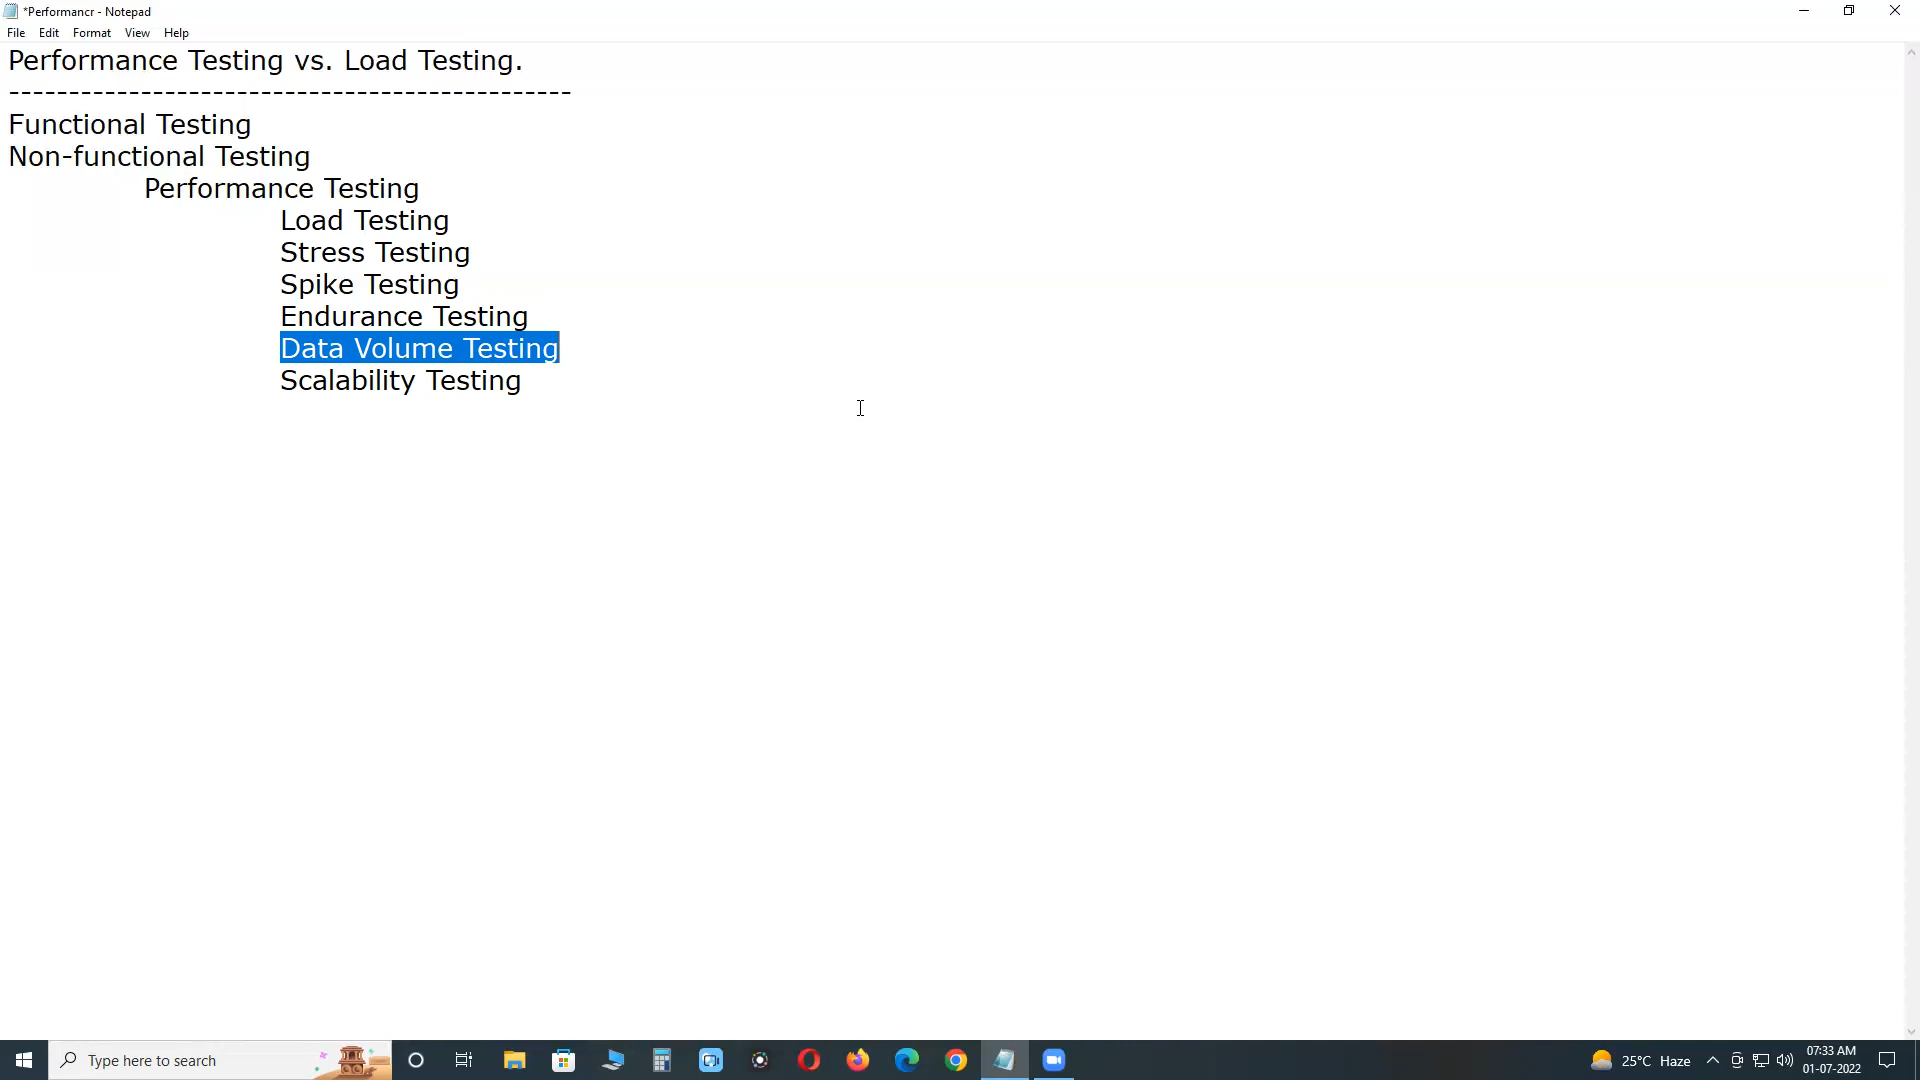 *Performancr - Notepad
File Edit Format View Help
Performance Testing vs. Load Testing.
-----------------------------------------------
Functional Testing
Non-functional Testing
Performance Testing
Load Testing
Stress Testing
Spike Testing
Endurance Testing
Data Volume Testing
Scalability Testing
Type here to search
25°C Haze
07:33 AM
01-07-2022